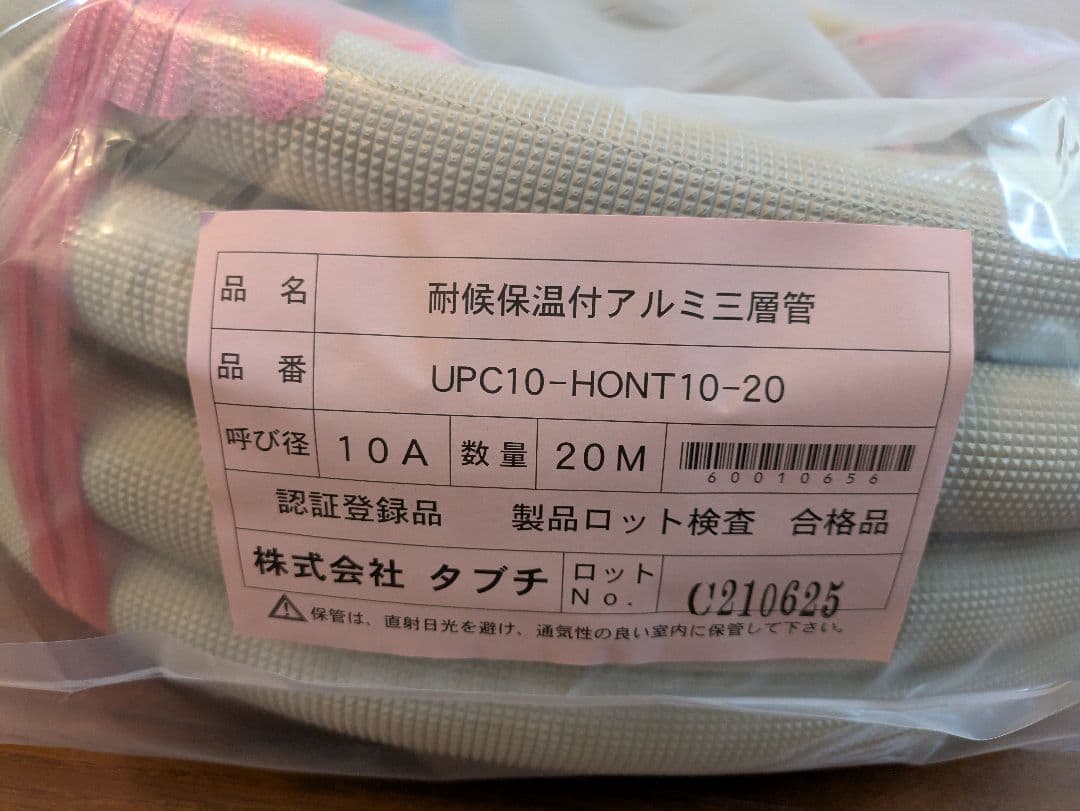 品 名 耐候保温付アルミ三層管
品 番 UPC10-HONT10-20
呼び径 10A 数量 20M 60010656
認証登録品 製品ロット検査 合格品
株式会社 タブチ ロットNo. C210625
⚠保管は、直射日光を避け、通気性の良い室内に保管して下さい。